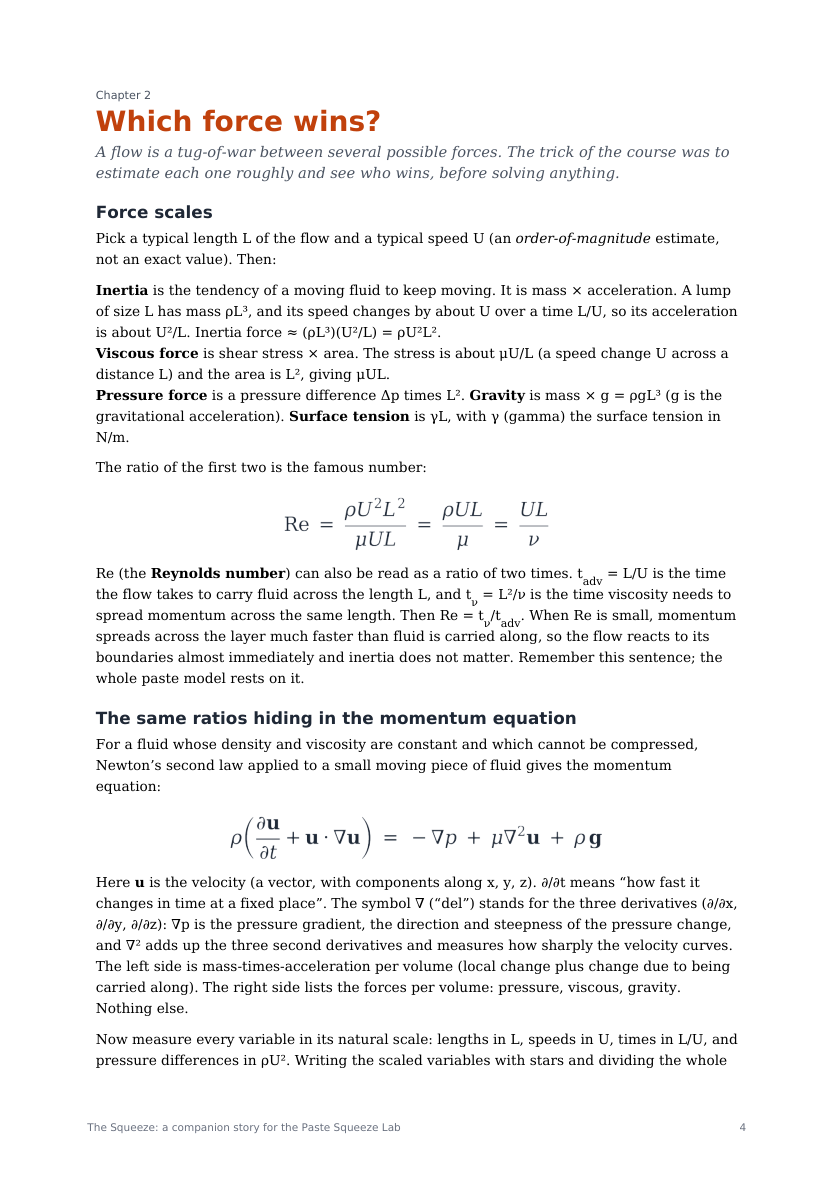 Chapter 2
Which force wins?
A flow is a tug-of-war between several possible forces. The trick of the course was to
estimate each one roughly and see who wins, before solving anything.
Force scales
Pick a typical length L of the flow and a typical speed U (an order-of-magnitude estimate,
not an exact value). Then:
Inertia is the tendency of a moving fluid to keep moving. It is mass × acceleration. A lump
of size L has mass ρL³, and its speed changes by about U over a time L/U, so its acceleration
is about U²/L. Inertia force ≈ (ρL³)(U²/L) = ρU²L².
Viscous force is shear stress × area. The stress is about μU/L (a speed change U across a
distance L) and the area is L², giving μUL.
Pressure force is a pressure difference Δp times L². Gravity is mass × g = ρgL³ (g is the
gravitational acceleration). Surface tension is γL, with γ (gamma) the surface tension in
N/m.
The ratio of the first two is the famous number:
Re = ρU²L² / μUL = ρUL / μ = UL / ν
Re (the Reynolds number) can also be read as a ratio of two times. t_adv = L/U is the time
the flow takes to carry fluid across the length L, and t_ν = L²/ν is the time viscosity needs to
spread momentum across the same length. Then Re = t_ν/t_adv. When Re is small, momentum
spreads across the layer much faster than fluid is carried along, so the flow reacts to its
boundaries almost immediately and inertia does not matter. Remember this sentence; the
whole paste model rests on it.
The same ratios hiding in the momentum equation
For a fluid whose density and viscosity are constant and which cannot be compressed,
Newton’s second law applied to a small moving piece of fluid gives the momentum
equation:
ρ(∂u/∂t + u · ∇u) = − ∇p + μ∇²u + ρ g
Here u is the velocity (a vector, with components along x, y, z). ∂/∂t means “how fast it
changes in time at a fixed place”. The symbol ∇ (“del”) stands for the three derivatives (∂/∂x,
∂/∂y, ∂/∂z): ∇p is the pressure gradient, the direction and steepness of the pressure change,
and ∇² adds up the three second derivatives and measures how sharply the velocity curves.
The left side is mass-times-acceleration per volume (local change plus change due to being
carried along). The right side lists the forces per volume: pressure, viscous, gravity.
Nothing else.
Now measure every variable in its natural scale: lengths in L, speeds in U, times in L/U, and
pressure differences in ρU². Writing the scaled variables with stars and dividing the whole
The Squeeze: a companion story for the Paste Squeeze Lab 4